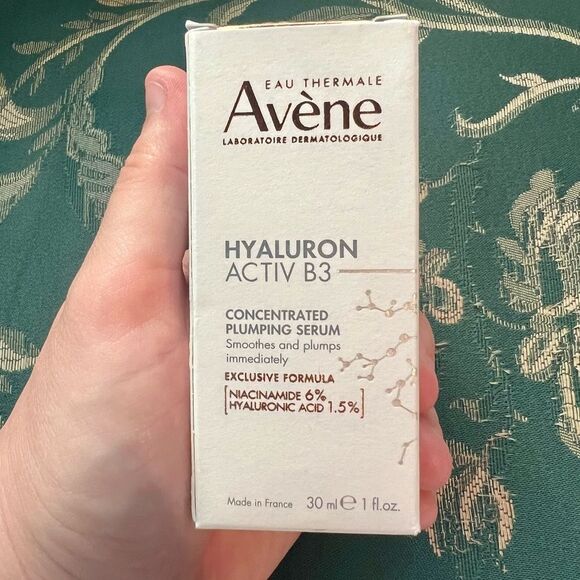 EAU THERMALE
Avène
LABORATOIRE DERMATOLOGIQUE
HYALURON
ACTIV B3
CONCENTRATED
PLUMPING SERUM
Smoothes and plumps
immediately
EXCLUSIVE FORMULA
[NIACINAMIDE 6%
HYALURONIC ACID 1.5%]
Made in France 30 ml ℮ 1 fl.oz.